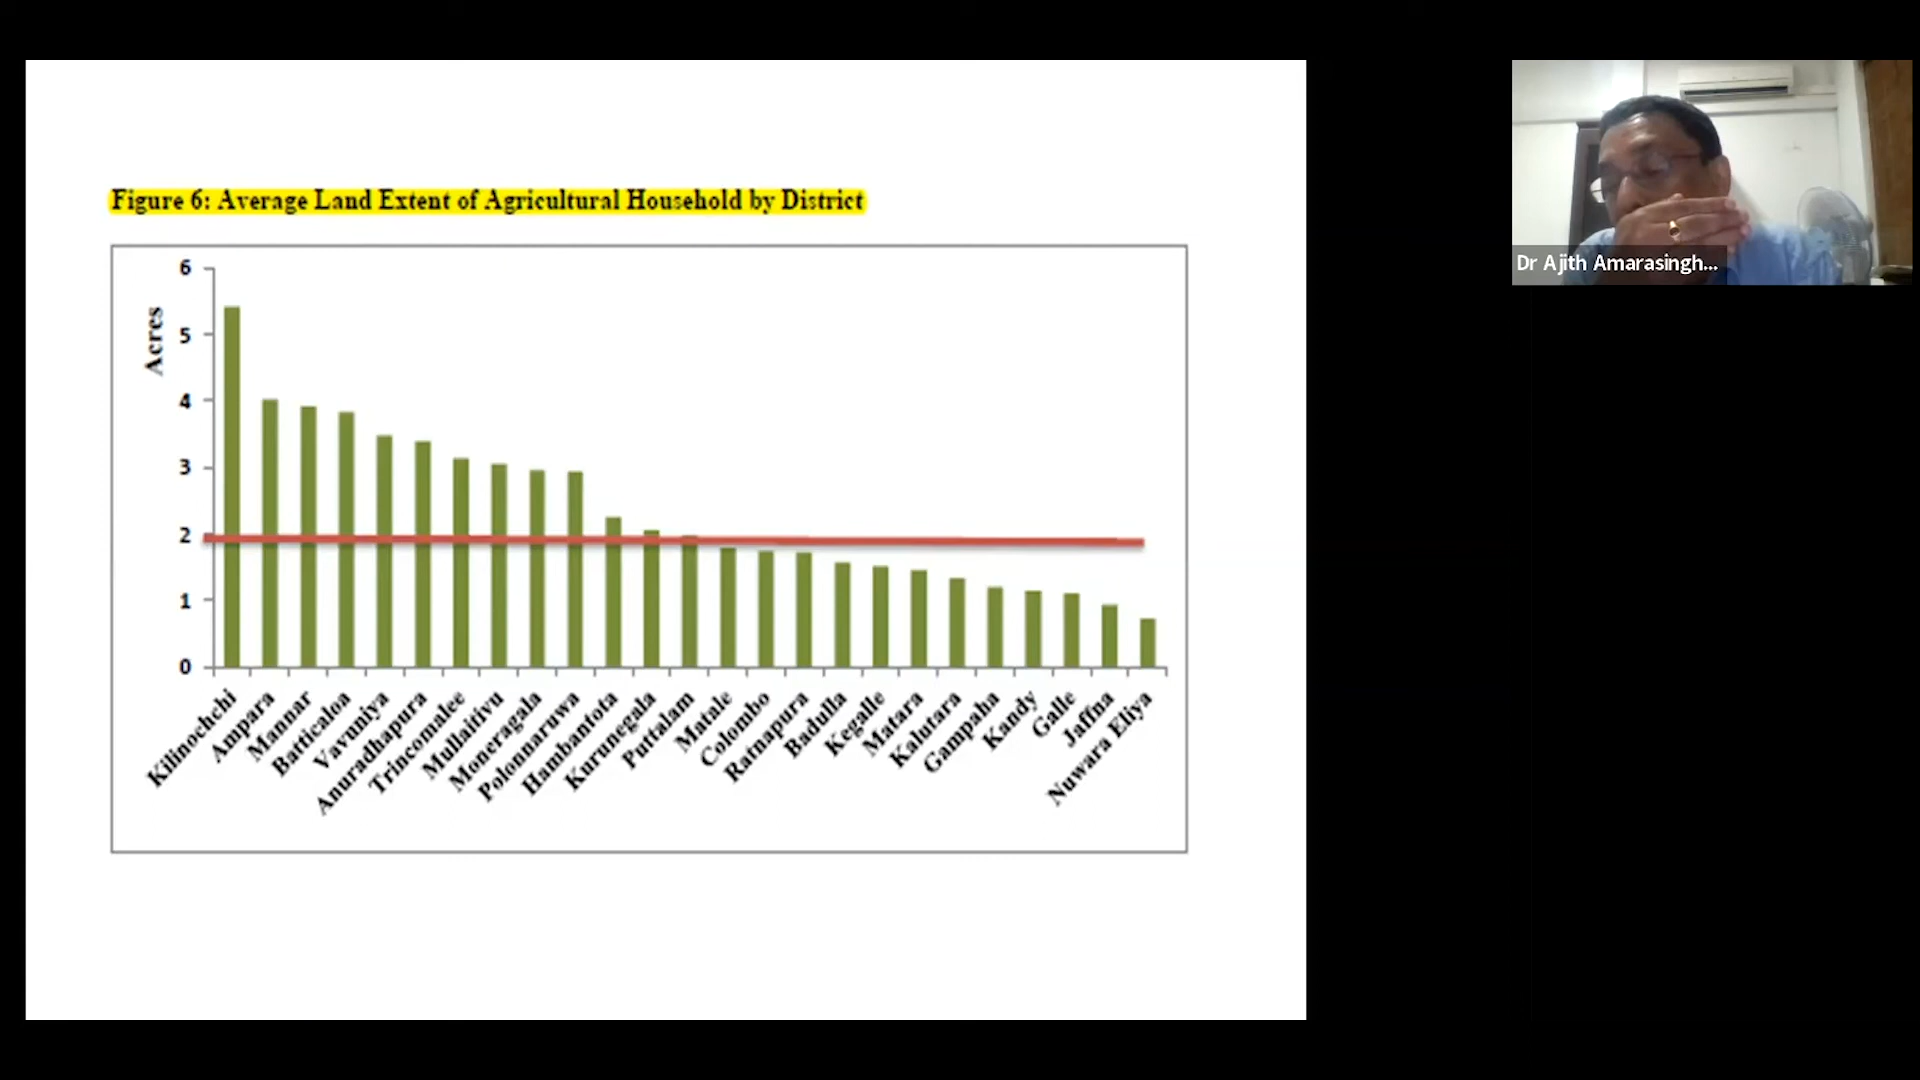 Figure 6: Average Land Extent of Agricultural Household by District
Acres
6
5
4
3
2
1
0
Kilinochchi
Ampara
Mannar
Batticaloa
Vavuniya
Anuradhapura
Trincomalee
Mullaitivu
Moneragala
Polonnaruwa
Hambantota
Kurunegala
Puttalam
Matale
Colombo
Ratnapura
Badulla
Kegalle
Matara
Kalutara
Gampaha
Kandy
Galle
Jaffna
Nuwara Eliya
Dr Ajith Amarasingh...